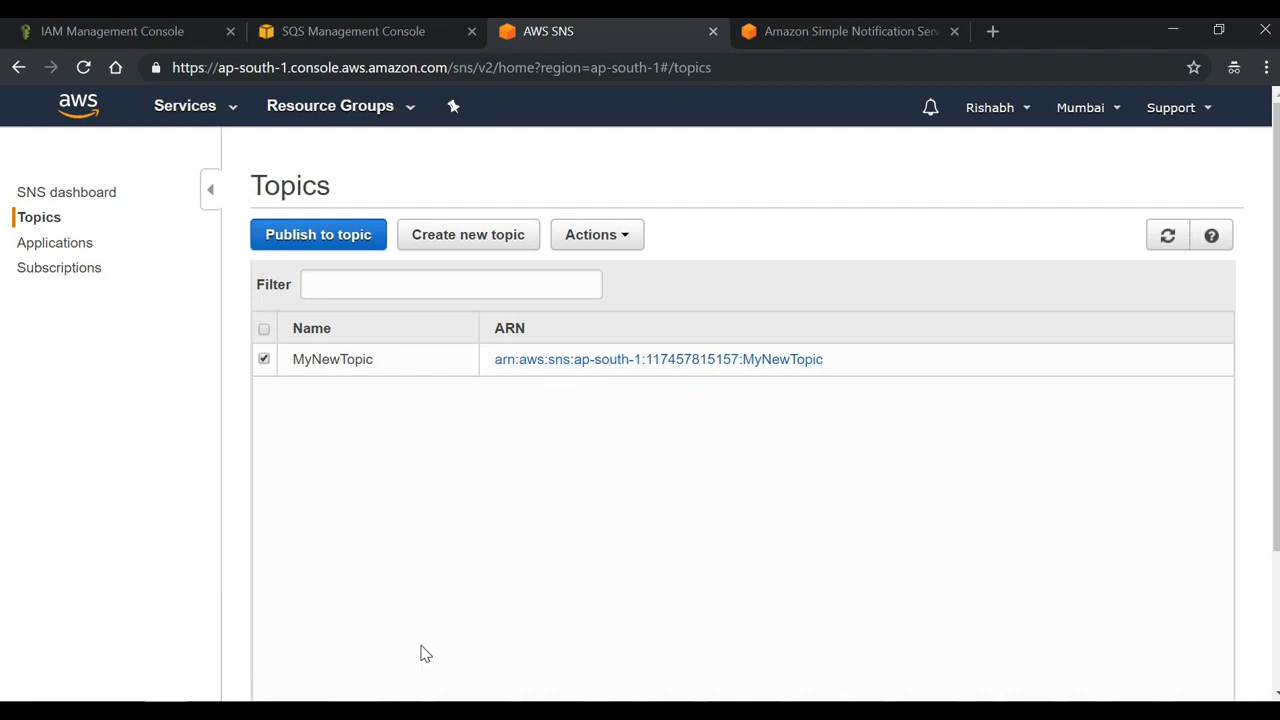 IAM Management Console
SQS Management Console
AWS SNS
Amazon Simple Notification Serv
https://ap-south-1.console.aws.amazon.com/sns/v2/home?region=ap-south-1#/topics
aws
Services
Resource Groups
Rishabh
Mumbai
Support
SNS dashboard
Topics
Applications
Subscriptions
Topics
Publish to topic
Create new topic
Actions
Filter
Name
ARN
MyNewTopic
arn:aws:sns:ap-south-1:117457815157:MyNewTopic